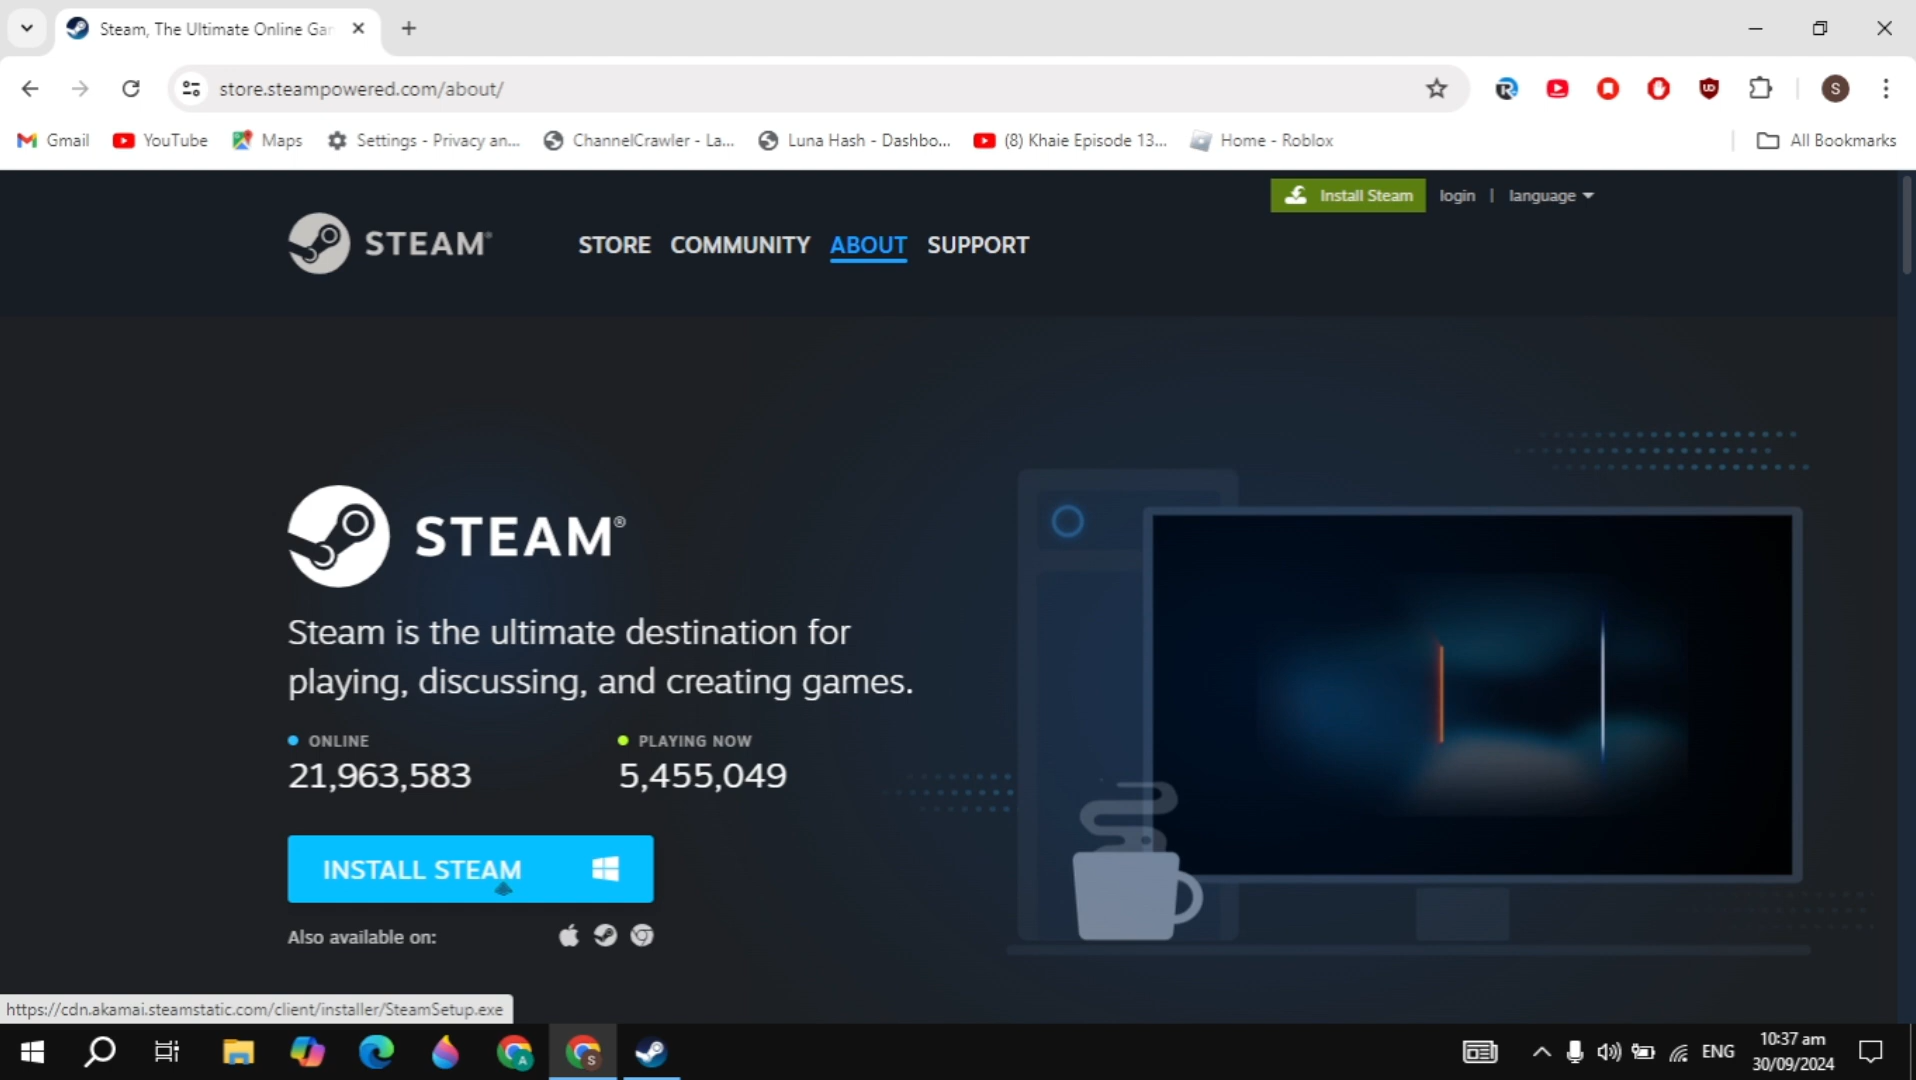 Steam, The Ultimate Online Gar
store.steampowered.com/about/
S
Gmail
YouTube
Maps
Settings - Privacy an...
ChannelCrawler - La...
Luna Hash - Dashbo...
(8) Khaie Episode 13...
Home - Roblox
All Bookmarks
Install Steam
login | language
STEAM®
STORE COMMUNITY ABOUT SUPPORT
STEAM®
Steam is the ultimate destination for
playing, discussing, and creating games.
ONLINE
21,963,583
PLAYING NOW
5,455,049
INSTALL STEAM
Also available on:
https://cdn.akamai.steamstatic.com/client/installer/SteamSetup.exe
A
S
ENG
10:37 am
30/09/2024